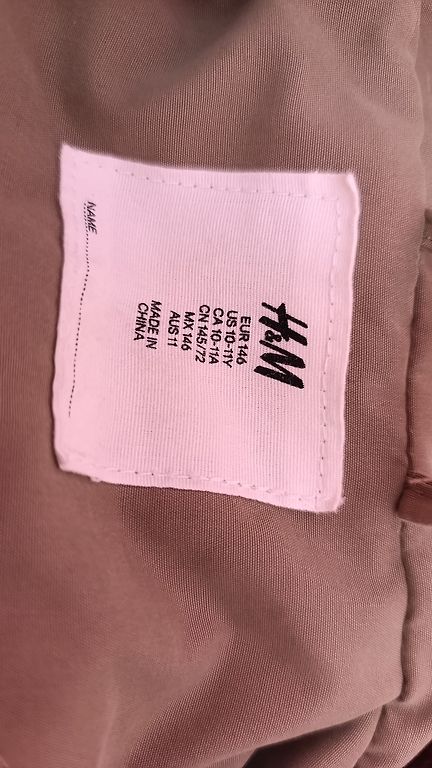 H&M
EUR 146
US 10-11Y
CA 10-11A
CN 145/72
MX 146
AUS 11
MADE IN
CHINA
NAME